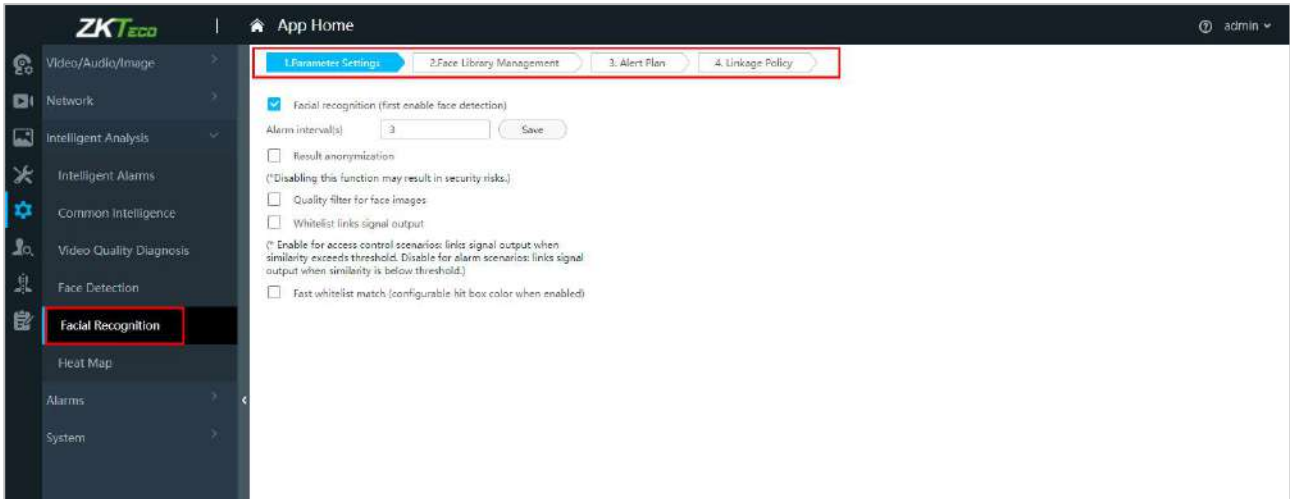 ZKTeco
App Home
admin
Video/Audio/Image
Network
Intelligent Analysis
Intelligent Alarms
Common Intelligence
Video Quality Diagnosis
Face Detection
Facial Recognition
Heat Map
Alarms
System
1.Parameter Settings
2.Face Library Management
3. Alert Plan
4. Linkage Policy
Facial recognition (first enable face detection)
Alarm interval(s)
3
Save
Result anonymization
(*Disabling this function may result in security risks.)
Quality filter for face images
Whitelist links signal output
(* Enable for access control scenarios: links signal output when
similarity exceeds threshold. Disable for alarm scenarios: links signal
output when similarity is below threshold.)
Fast whitelist match (configurable hit box color when enabled)